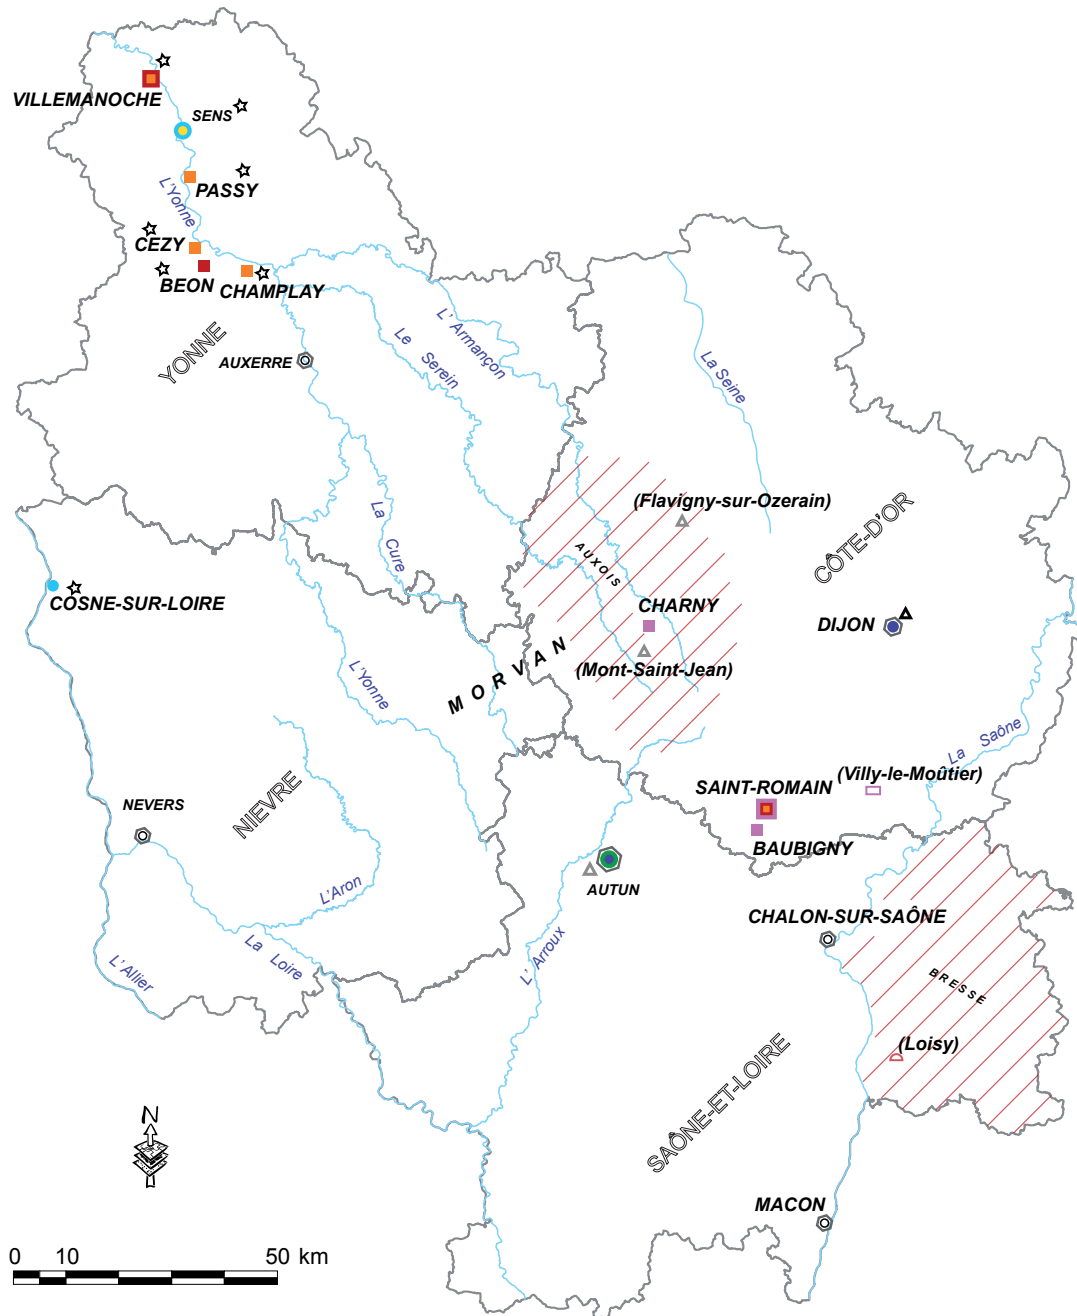 VILLEMANOCHE
SENS
PASSY
L'Yonne
CEZY
BEON
CHAMPLAY
YONNE
AUXERRE
Le Serein
L' Armançon
La Seine
La Cure
(Flavigny-sur-Ozerain)
CÔTE-D'OR
AUXOIS
COSNE-SUR-LOIRE
CHARNY
DIJON
MORVAN
(Mont-Saint-Jean)
L'Yonne
La Saône
(Villy-le-Moûtier)
SAINT-ROMAIN
NEVERS
NIEVRE
BAUBIGNY
AUTUN
L'Aron
CHALON-SUR-SAÔNE
La Loire
L' Allier
L' Arroux
BRESSE
(Loisy)
SAÔNE-ET-LOIRE
N
MACON
0 10 50 km